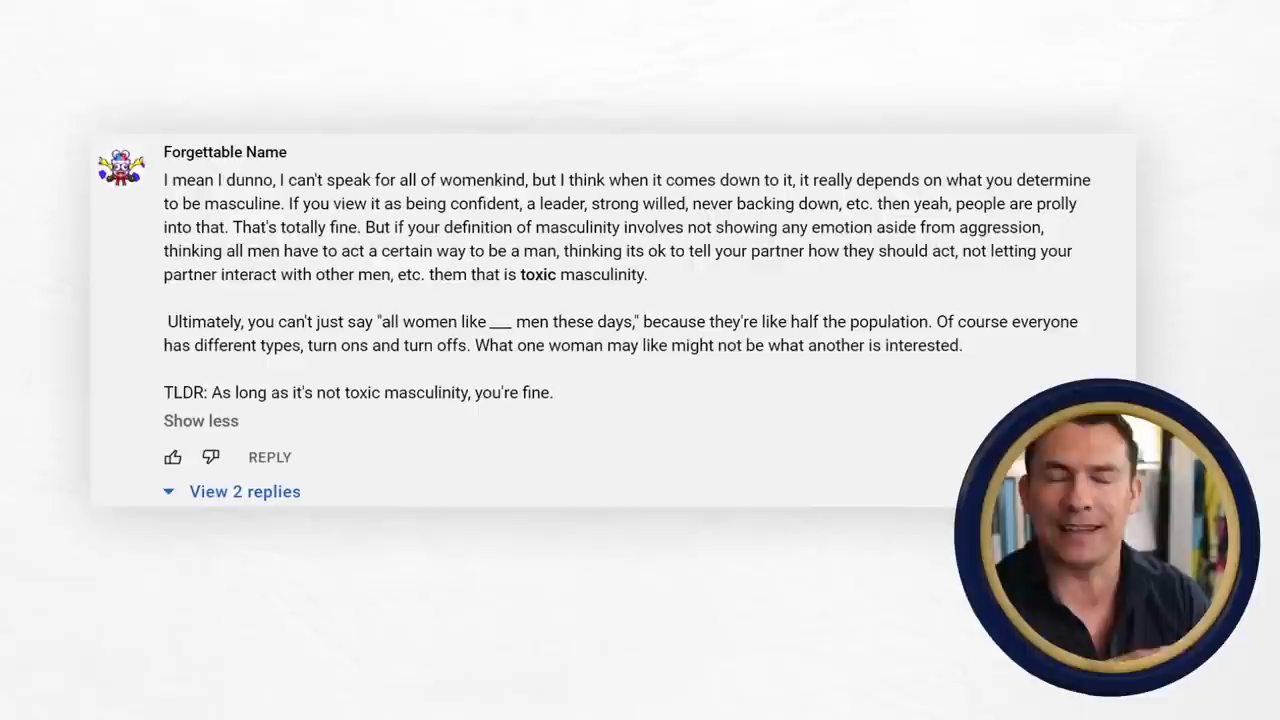 Forgettable Name
I mean I dunno, I can't speak for all of womenkind, but I think when it comes down to it, it really depends on what you determine
to be masculine. If you view it as being confident, a leader, strong willed, never backing down, etc. then yeah, people are prolly
into that. That's totally fine. But if your definition of masculinity involves not showing any emotion aside from aggression,
thinking all men have to act a certain way to be a man, thinking its ok to tell your partner how they should act, not letting your
partner interact with other men, etc. them that is toxic masculinity.
Ultimately, you can't just say "all women like ___ men these days," because they're like half the population. Of course everyone
has different types, turn ons and turn offs. What one woman may like might not be what another is interested.
TLDR: As long as it's not toxic masculinity, you're fine.
Show less
REPLY
View 2 replies